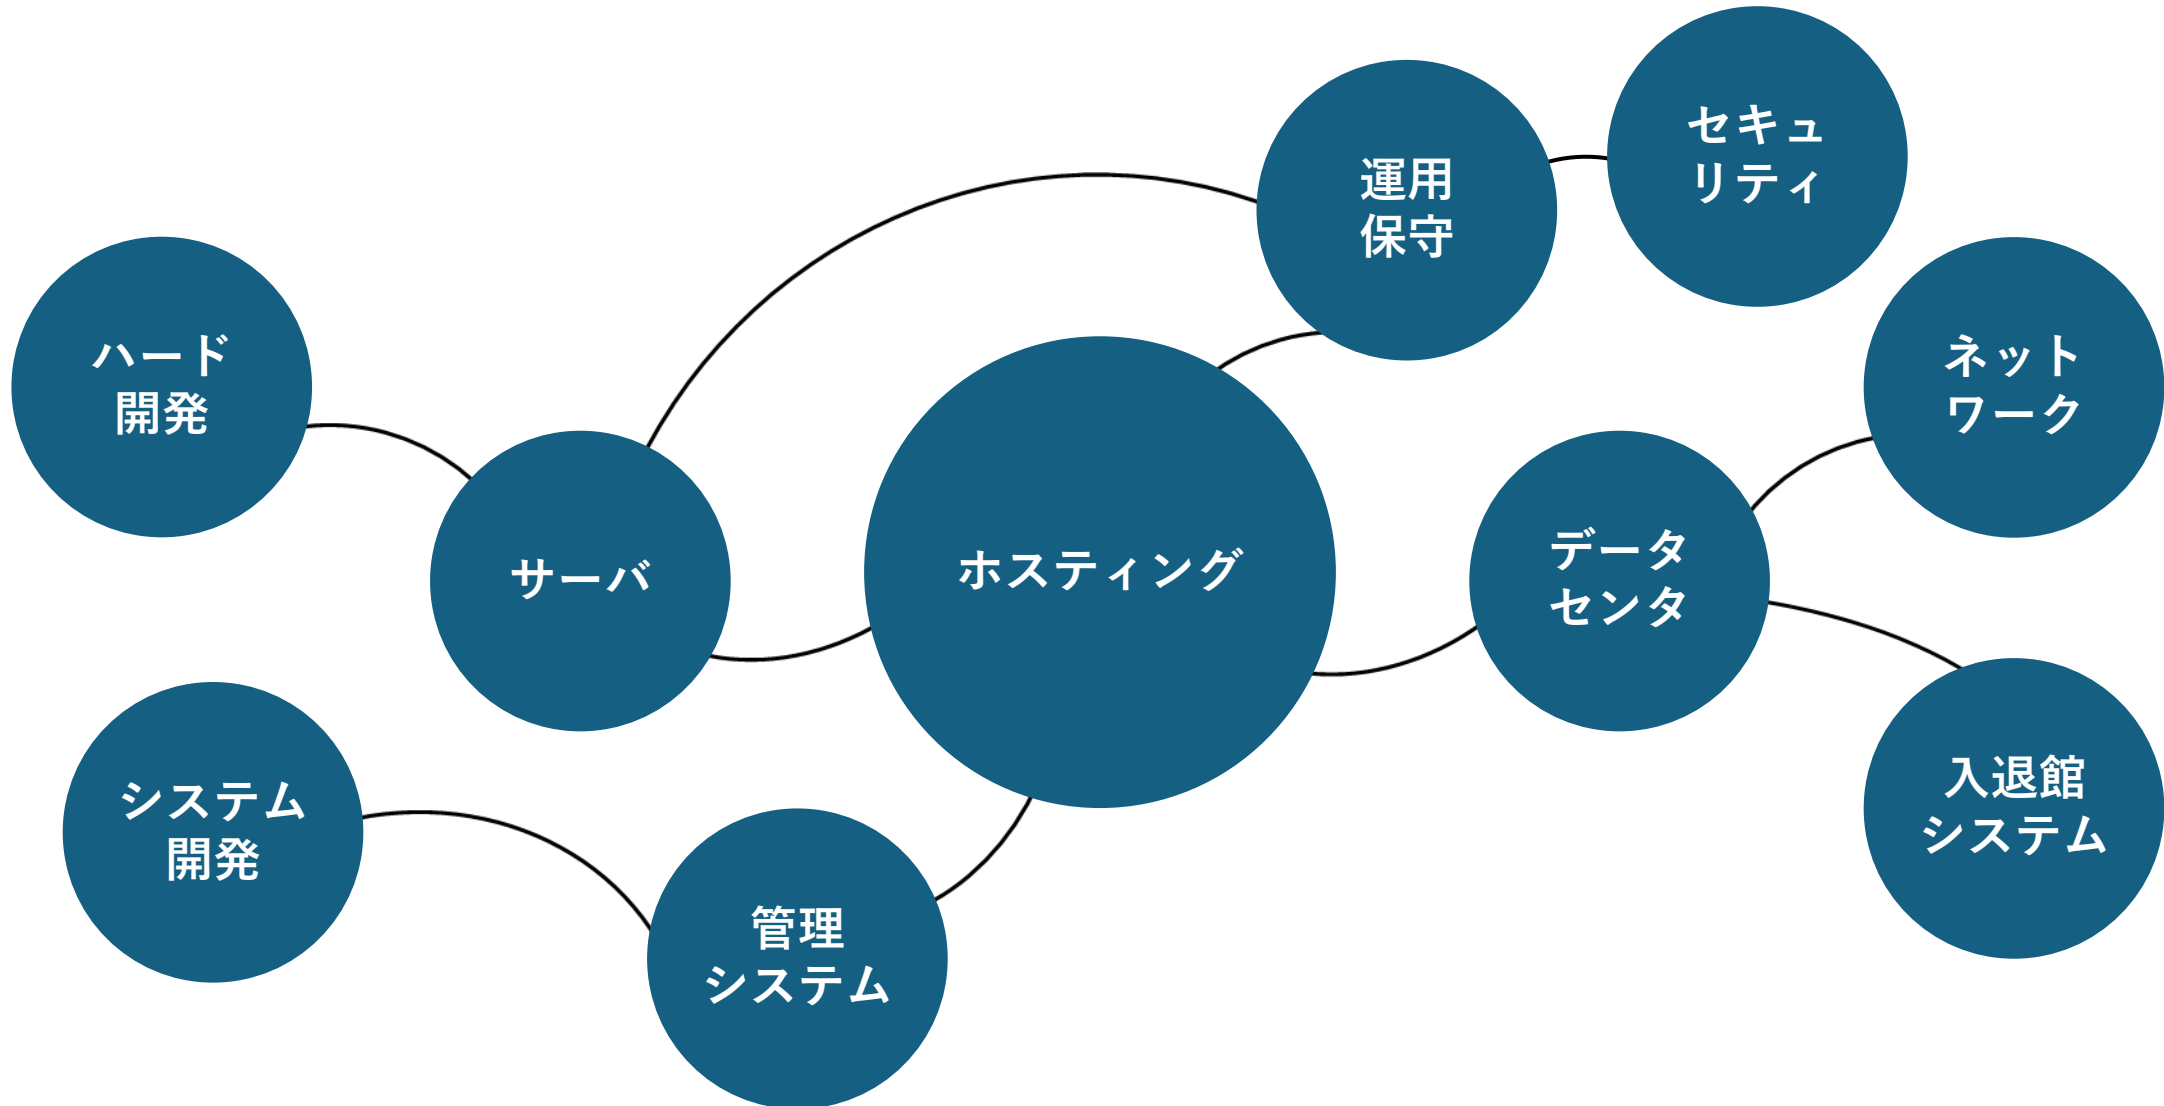 セキュ
リティ
運用
保守
ハード
開発
ネット
ワーク
サーバ
ホスティング
データ
センタ
システム
開発
入退館
システム
管理
システム